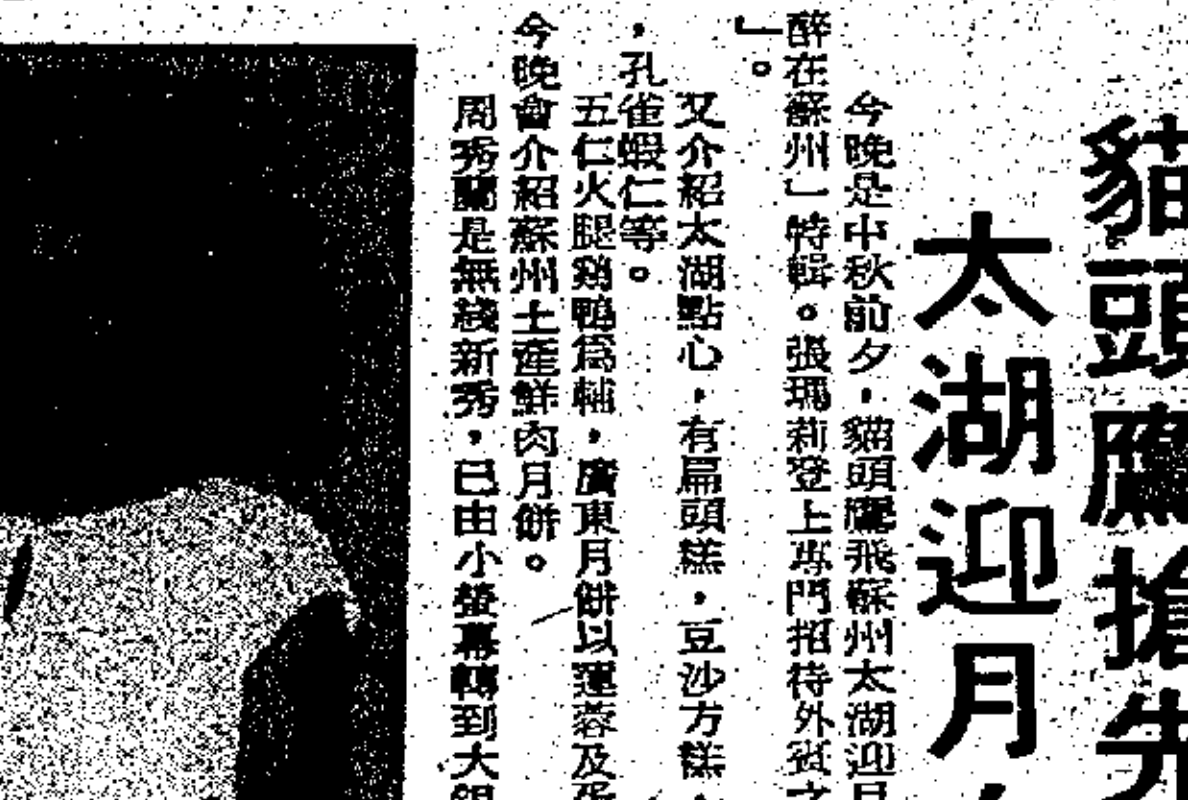 貓頭鷹搶先
太湖迎月
今晚是中秋前夕，貓頭鷹飛蘇州太湖迎月
醉在蘇州」特輯。張瑪莉登上專門招待外賓之
」。
又介紹太湖點心，有扁頭糕，豆沙方糕，
，孔雀蝦仁等。
五仁火腿鷄鴨爲輔，廣東月餅以蓮蓉及蛋
今晚會介紹蘇州土產鮮肉月餅。
周秀蘭是無綫新秀，已由小螢幕轉到大銀